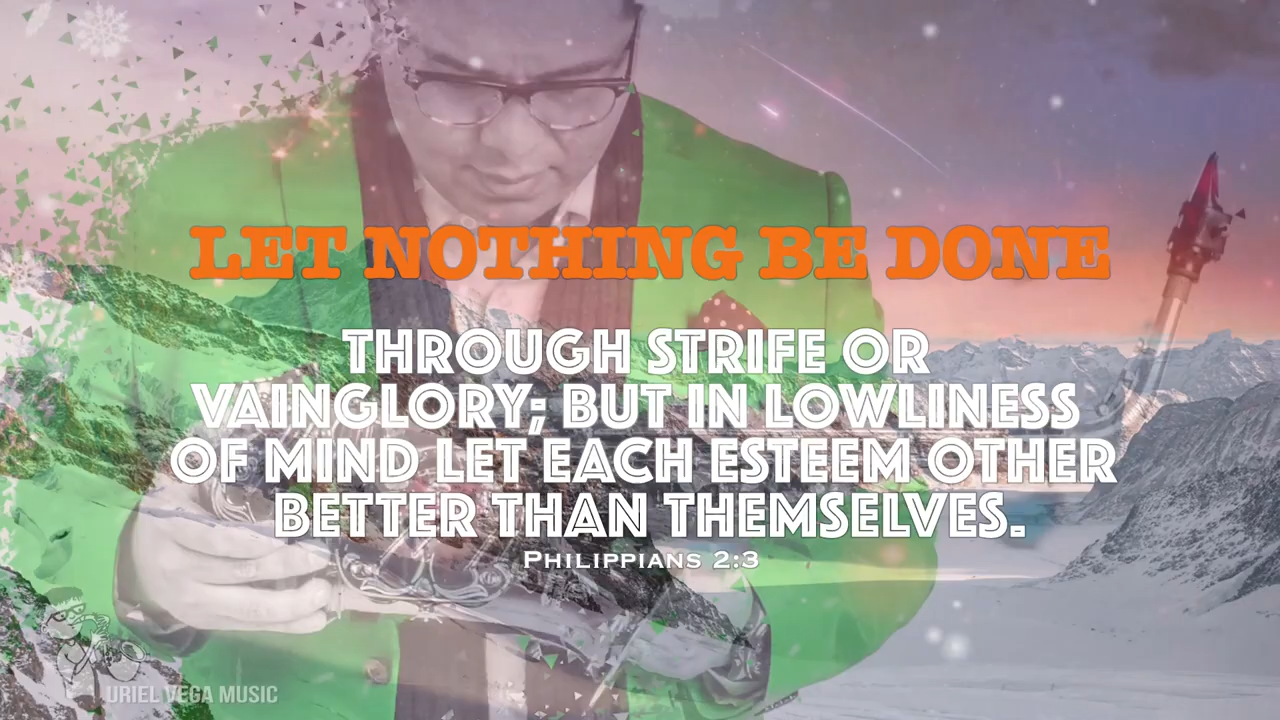 LET NOTHING BE DONE
THROUGH STRIFE OR
VAINGLORY; BUT IN LOWLINESS
OF MIND LET EACH ESTEEM OTHER
BETTER THAN THEMSELVES.
PHILIPPIANS 2:3
URIEL VEGA MUSIC